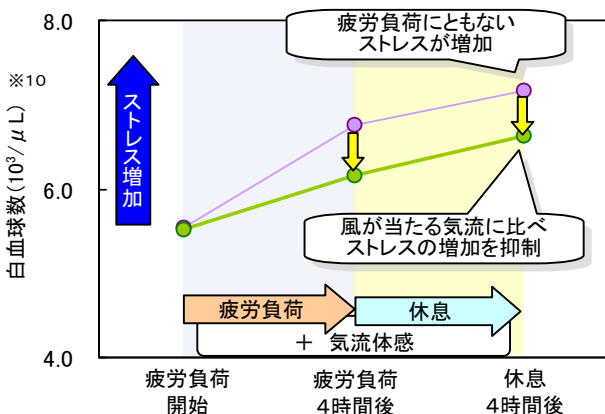 8.0
6.0
4.0
白血球数(10³/μL) ※10
ストレス増加
疲労負荷にともない
ストレスが増加
風が当たる気流に比べ
ストレスの増加を抑制
疲労負荷
休息
＋ 気流体感
疲労負荷
開始
疲労負荷
4時間後
休息
4時間後